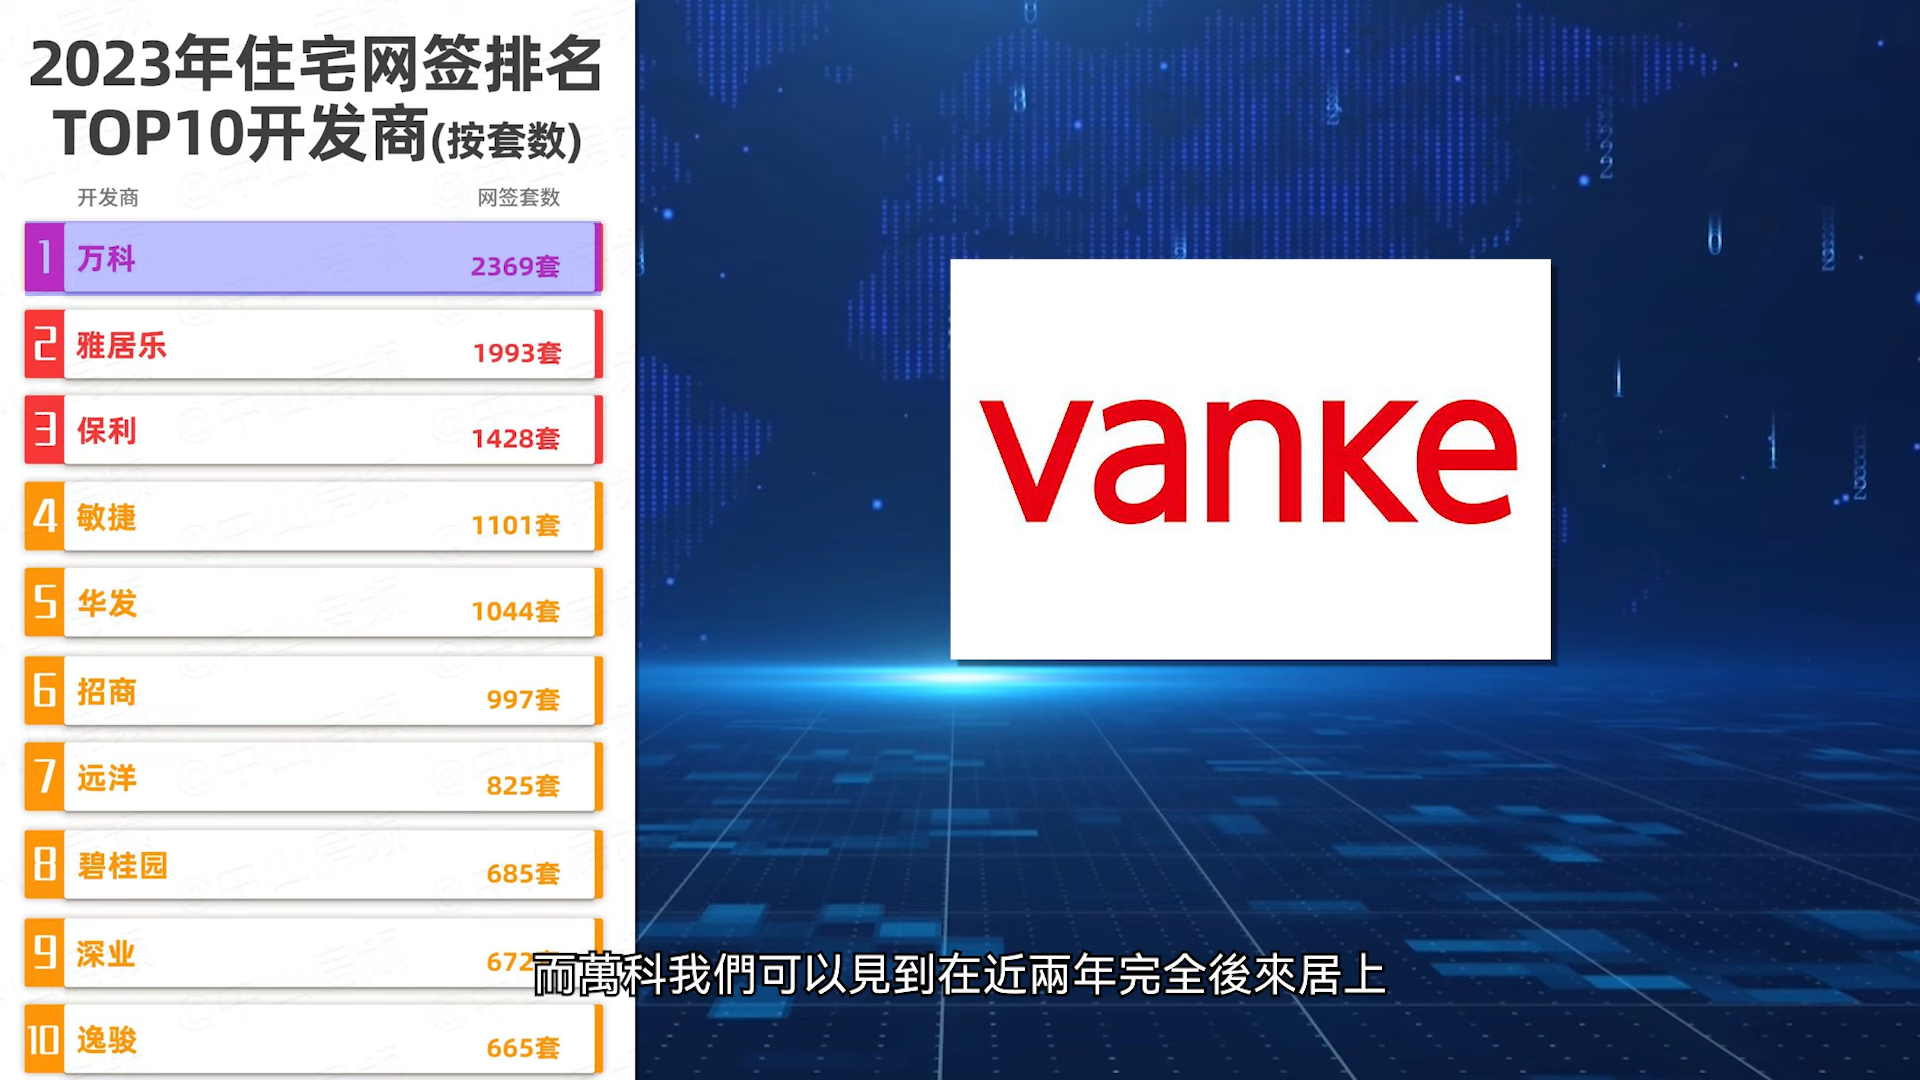 2023年住宅网签排名
TOP10开发商(按套数)
开发商 网签套数
1 万科 2369套
2 雅居乐 1993套
3 保利 1428套
4 敏捷 1101套
5 华发 1044套
6 招商 997套
7 远洋 825套
8 碧桂园 685套
9 深业 672
10 逸骏 665套
vanke
而萬科我們可以見到在近兩年完全後來居上